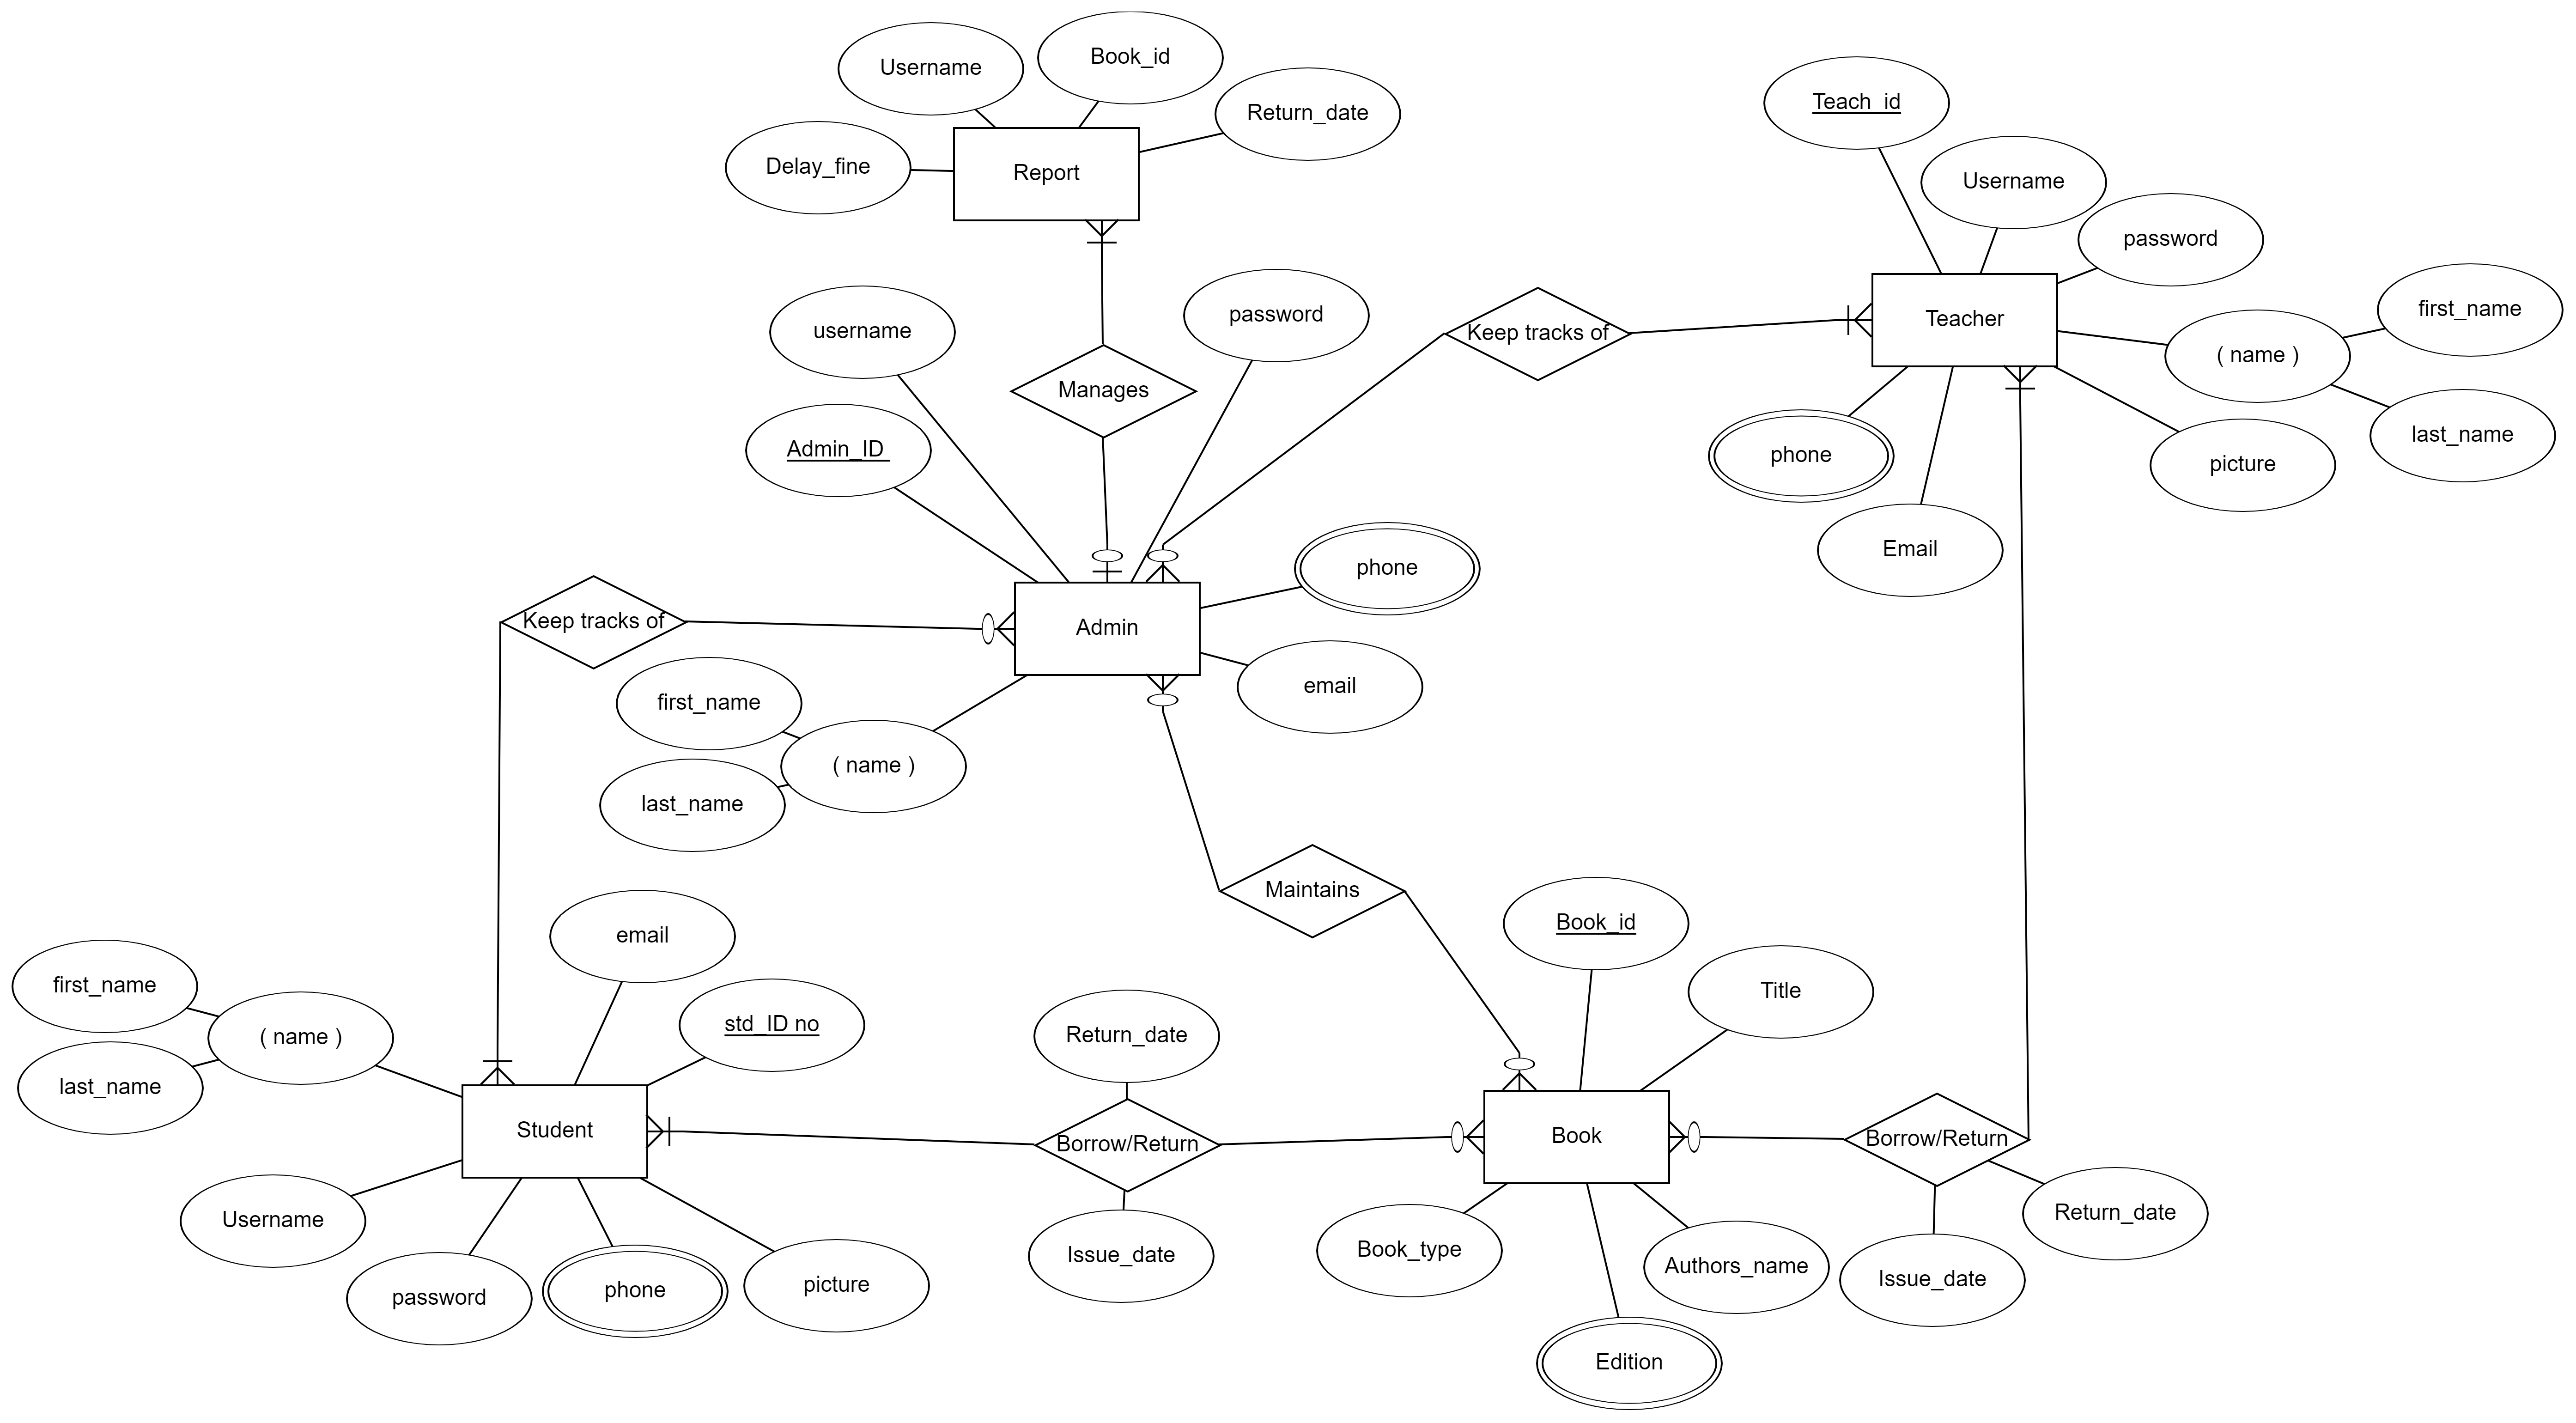 Book_id
Username
Return_date
Delay_fine
Report
Teach_id
Username
password
first_name
Teacher
( name )
last_name
picture
phone
Email
username
password
Keep tracks of
Manages
Admin_ID
phone
Keep tracks of
Admin
email
first_name
( name )
last_name
Maintains
Book_id
Title
email
first_name
std_ID no
( name )
last_name
Return_date
Student
Borrow/Return
Book
Borrow/Return
Username
password
phone
picture
Issue_date
Book_type
Authors_name
Return_date
Issue_date
Edition